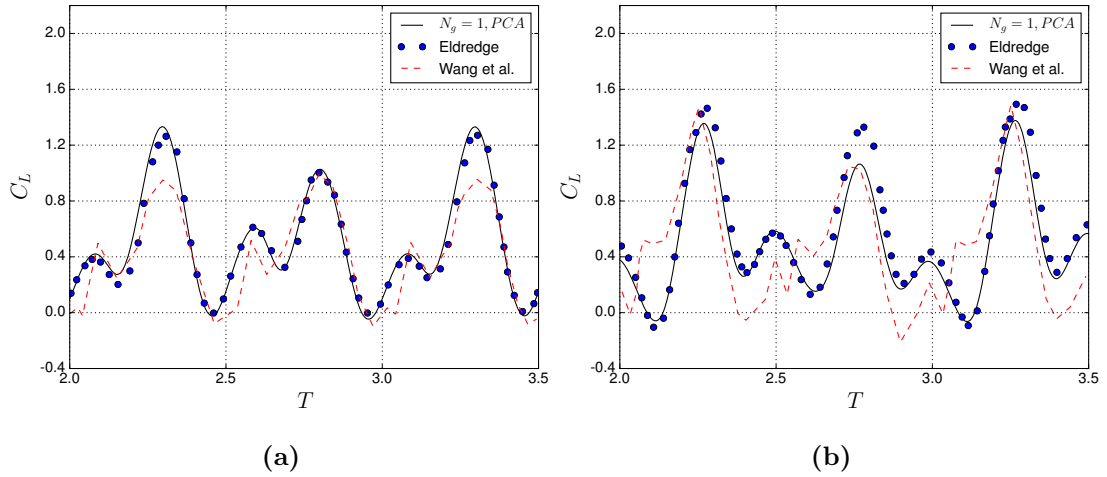 2.0
1.6
1.2
0.8
0.4
0.0
-0.4
C_L
2.0 2.5 3.0 3.5
T
N_g = 1, PCA
Eldredge
Wang et al.
(a)
2.0
1.6
1.2
0.8
0.4
0.0
-0.4
C_L
2.0 2.5 3.0 3.5
T
N_g = 1, PCA
Eldredge
Wang et al.
(b)